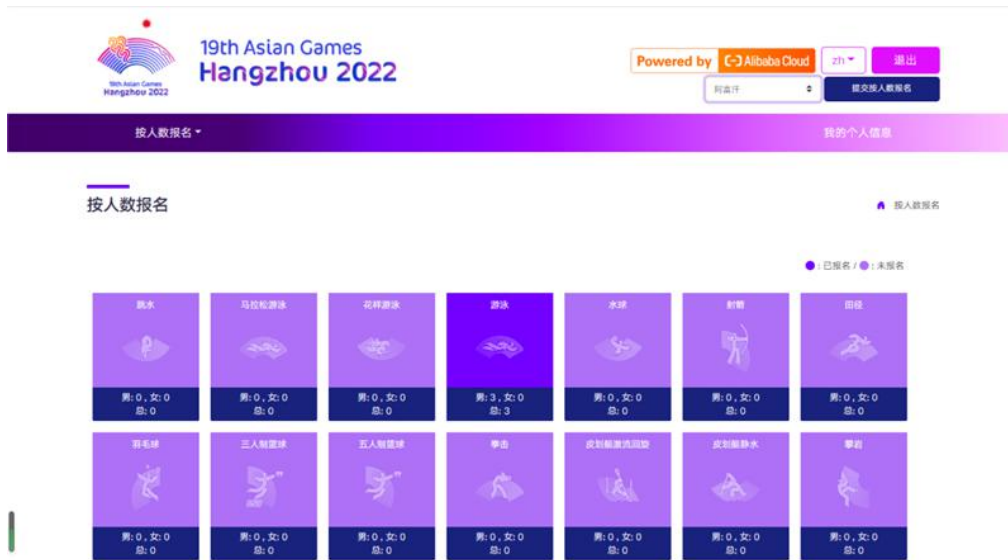 19th Asian Games
Hangzhou 2022
19th Asian Games
Hangzhou 2022
Powered by Alibaba Cloud
zh
退出
阿富汗
提交按人数报名
按人数报名
我的个人信息
按人数报名
按人数报名
:已报名 / :未报名
跳水
马拉松游泳
花样游泳
游泳
水球
射箭
田径
男: 0 , 女: 0
总: 0
男: 0 , 女: 0
总: 0
男: 0 , 女: 0
总: 0
男: 3 , 女: 0
总: 3
男: 0 , 女: 0
总: 0
男: 0 , 女: 0
总: 0
男: 0 , 女: 0
总: 0
羽毛球
三人制篮球
五人制篮球
拳击
皮划艇激流回旋
皮划艇静水
攀岩
男: 0 , 女: 0
总: 0
男: 0 , 女: 0
总: 0
男: 0 , 女: 0
总: 0
男: 0 , 女: 0
总: 0
男: 0 , 女: 0
总: 0
男: 0 , 女: 0
总: 0
男: 0 , 女: 0
总: 0